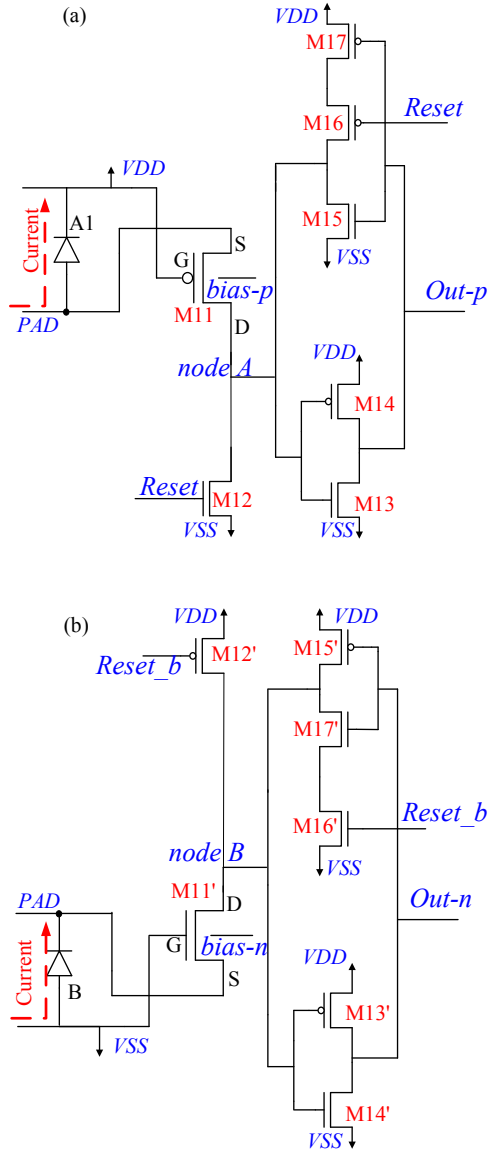 (a)
VDD
M17
M16
Reset
VDD
A1
M15
Current
S
G
VSS
bias-p
PAD
M11
Out-p
D
VDD
node A
M14
Reset
M12
M13
VSS
VSS
(b)
VDD
VDD
M12'
M15'
Reset_b
M17'
M16'
Reset_b
node B
VSS
M11'
PAD
D
Out-n
G
bias-n
Current
S
VDD
B
M13'
VSS
M14'
VSS